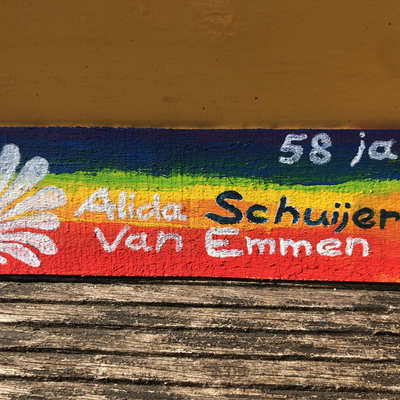 58 ja
Alida Schuijer
Van Emmen